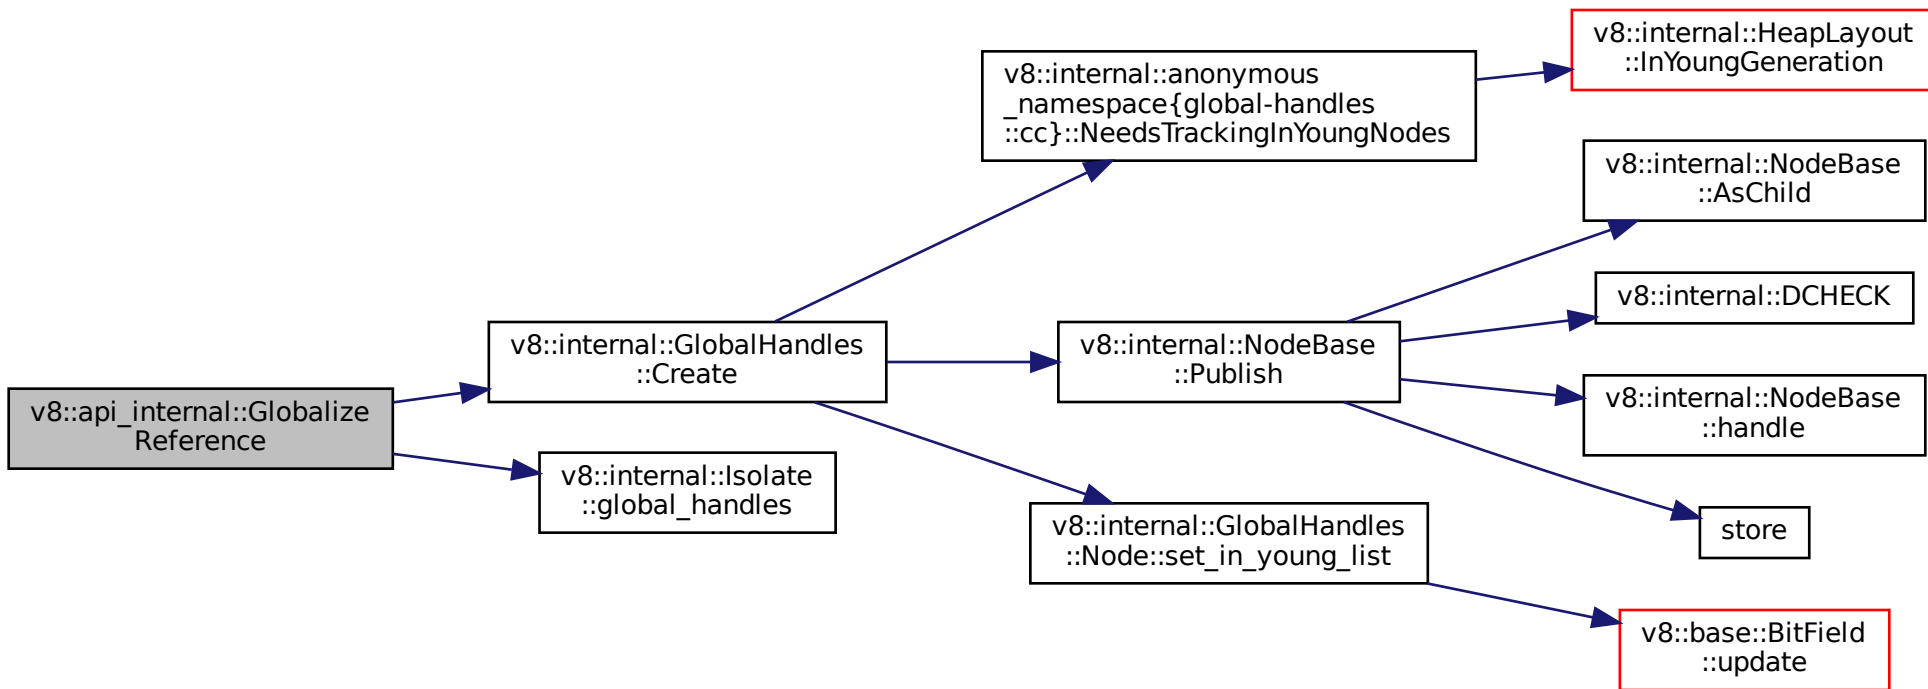 v8::internal::HeapLayout
::InYoungGeneration
v8::internal::anonymous
_namespace{global-handles
::cc}::NeedsTrackingInYoungNodes
v8::internal::NodeBase
::AsChild
v8::internal::DCHECK
v8::internal::GlobalHandles
::Create
v8::internal::NodeBase
::Publish
v8::api_internal::Globalize
Reference
v8::internal::NodeBase
::handle
v8::internal::Isolate
::global_handles
v8::internal::GlobalHandles
::Node::set_in_young_list
store
v8::base::BitField
::update